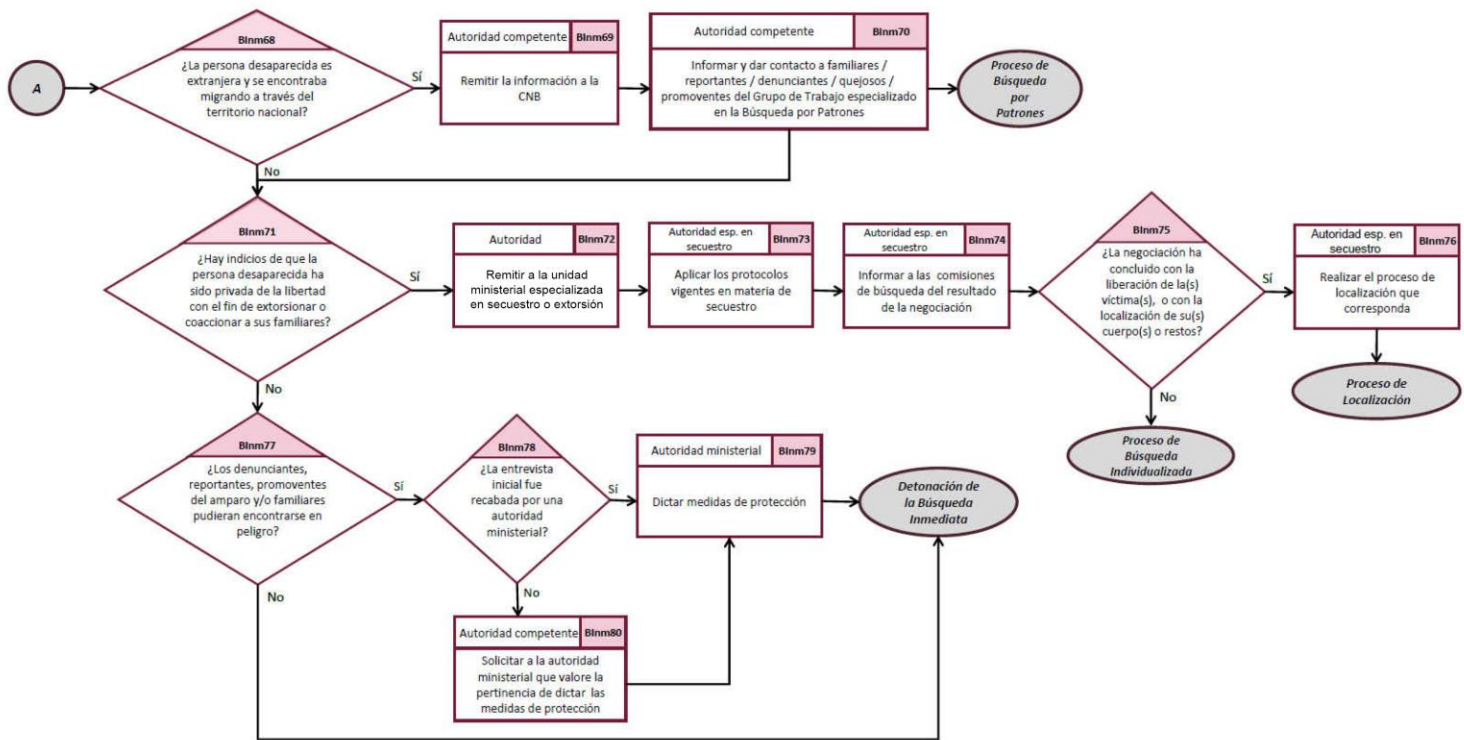 A
BInm68
¿La persona desaparecida es
extranjera y se encontraba
migrando a través del
territorio nacional?
Sí
No
Autoridad competente
BInm69
Remitir la información a la
CNB
Autoridad competente
BInm70
Informar y dar contacto a familiares /
reportantes / denunciantes / quejosos /
promoventes del Grupo de Trabajo especializado
en la Búsqueda por Patrones
Proceso de
Búsqueda
por
Patrones
BInm71
¿Hay indicios de que la
persona desaparecida ha
sido privada de la libertad
con el fin de extorsionar o
coaccionar a sus familiares?
Sí
No
Autoridad
BInm72
Remitir a la unidad
ministerial especializada
en secuestro o extorsión
Autoridad esp. en
secuestro
BInm73
Aplicar los protocolos
vigentes en materia de
secuestro
Autoridad esp. en
secuestro
BInm74
Informar a las comisiones
de búsqueda del resultado
de la negociación
BInm75
¿La negociación ha
concluido con la
liberación de la(s)
víctima(s), o con la
localización de su(s)
cuerpo(s) o restos?
Sí
No
Autoridad esp. en
secuestro
BInm76
Realizar el proceso de
localización que
corresponda
Proceso de
Localización
Proceso de
Búsqueda
Individualizada
BInm77
¿Los denunciantes,
reportantes, promoventes
del amparo y/o familiares
pudieran encontrarse en
peligro?
Sí
No
BInm78
¿La entrevista
inicial fue
recabada por una
autoridad
ministerial?
Sí
No
Autoridad ministerial
BInm79
Dictar medidas de protección
Detonación de
la Búsqueda
Inmediata
Autoridad competente
BInm80
Solicitar a la autoridad
ministerial que valore la
pertinencia de dictar las
medidas de protección